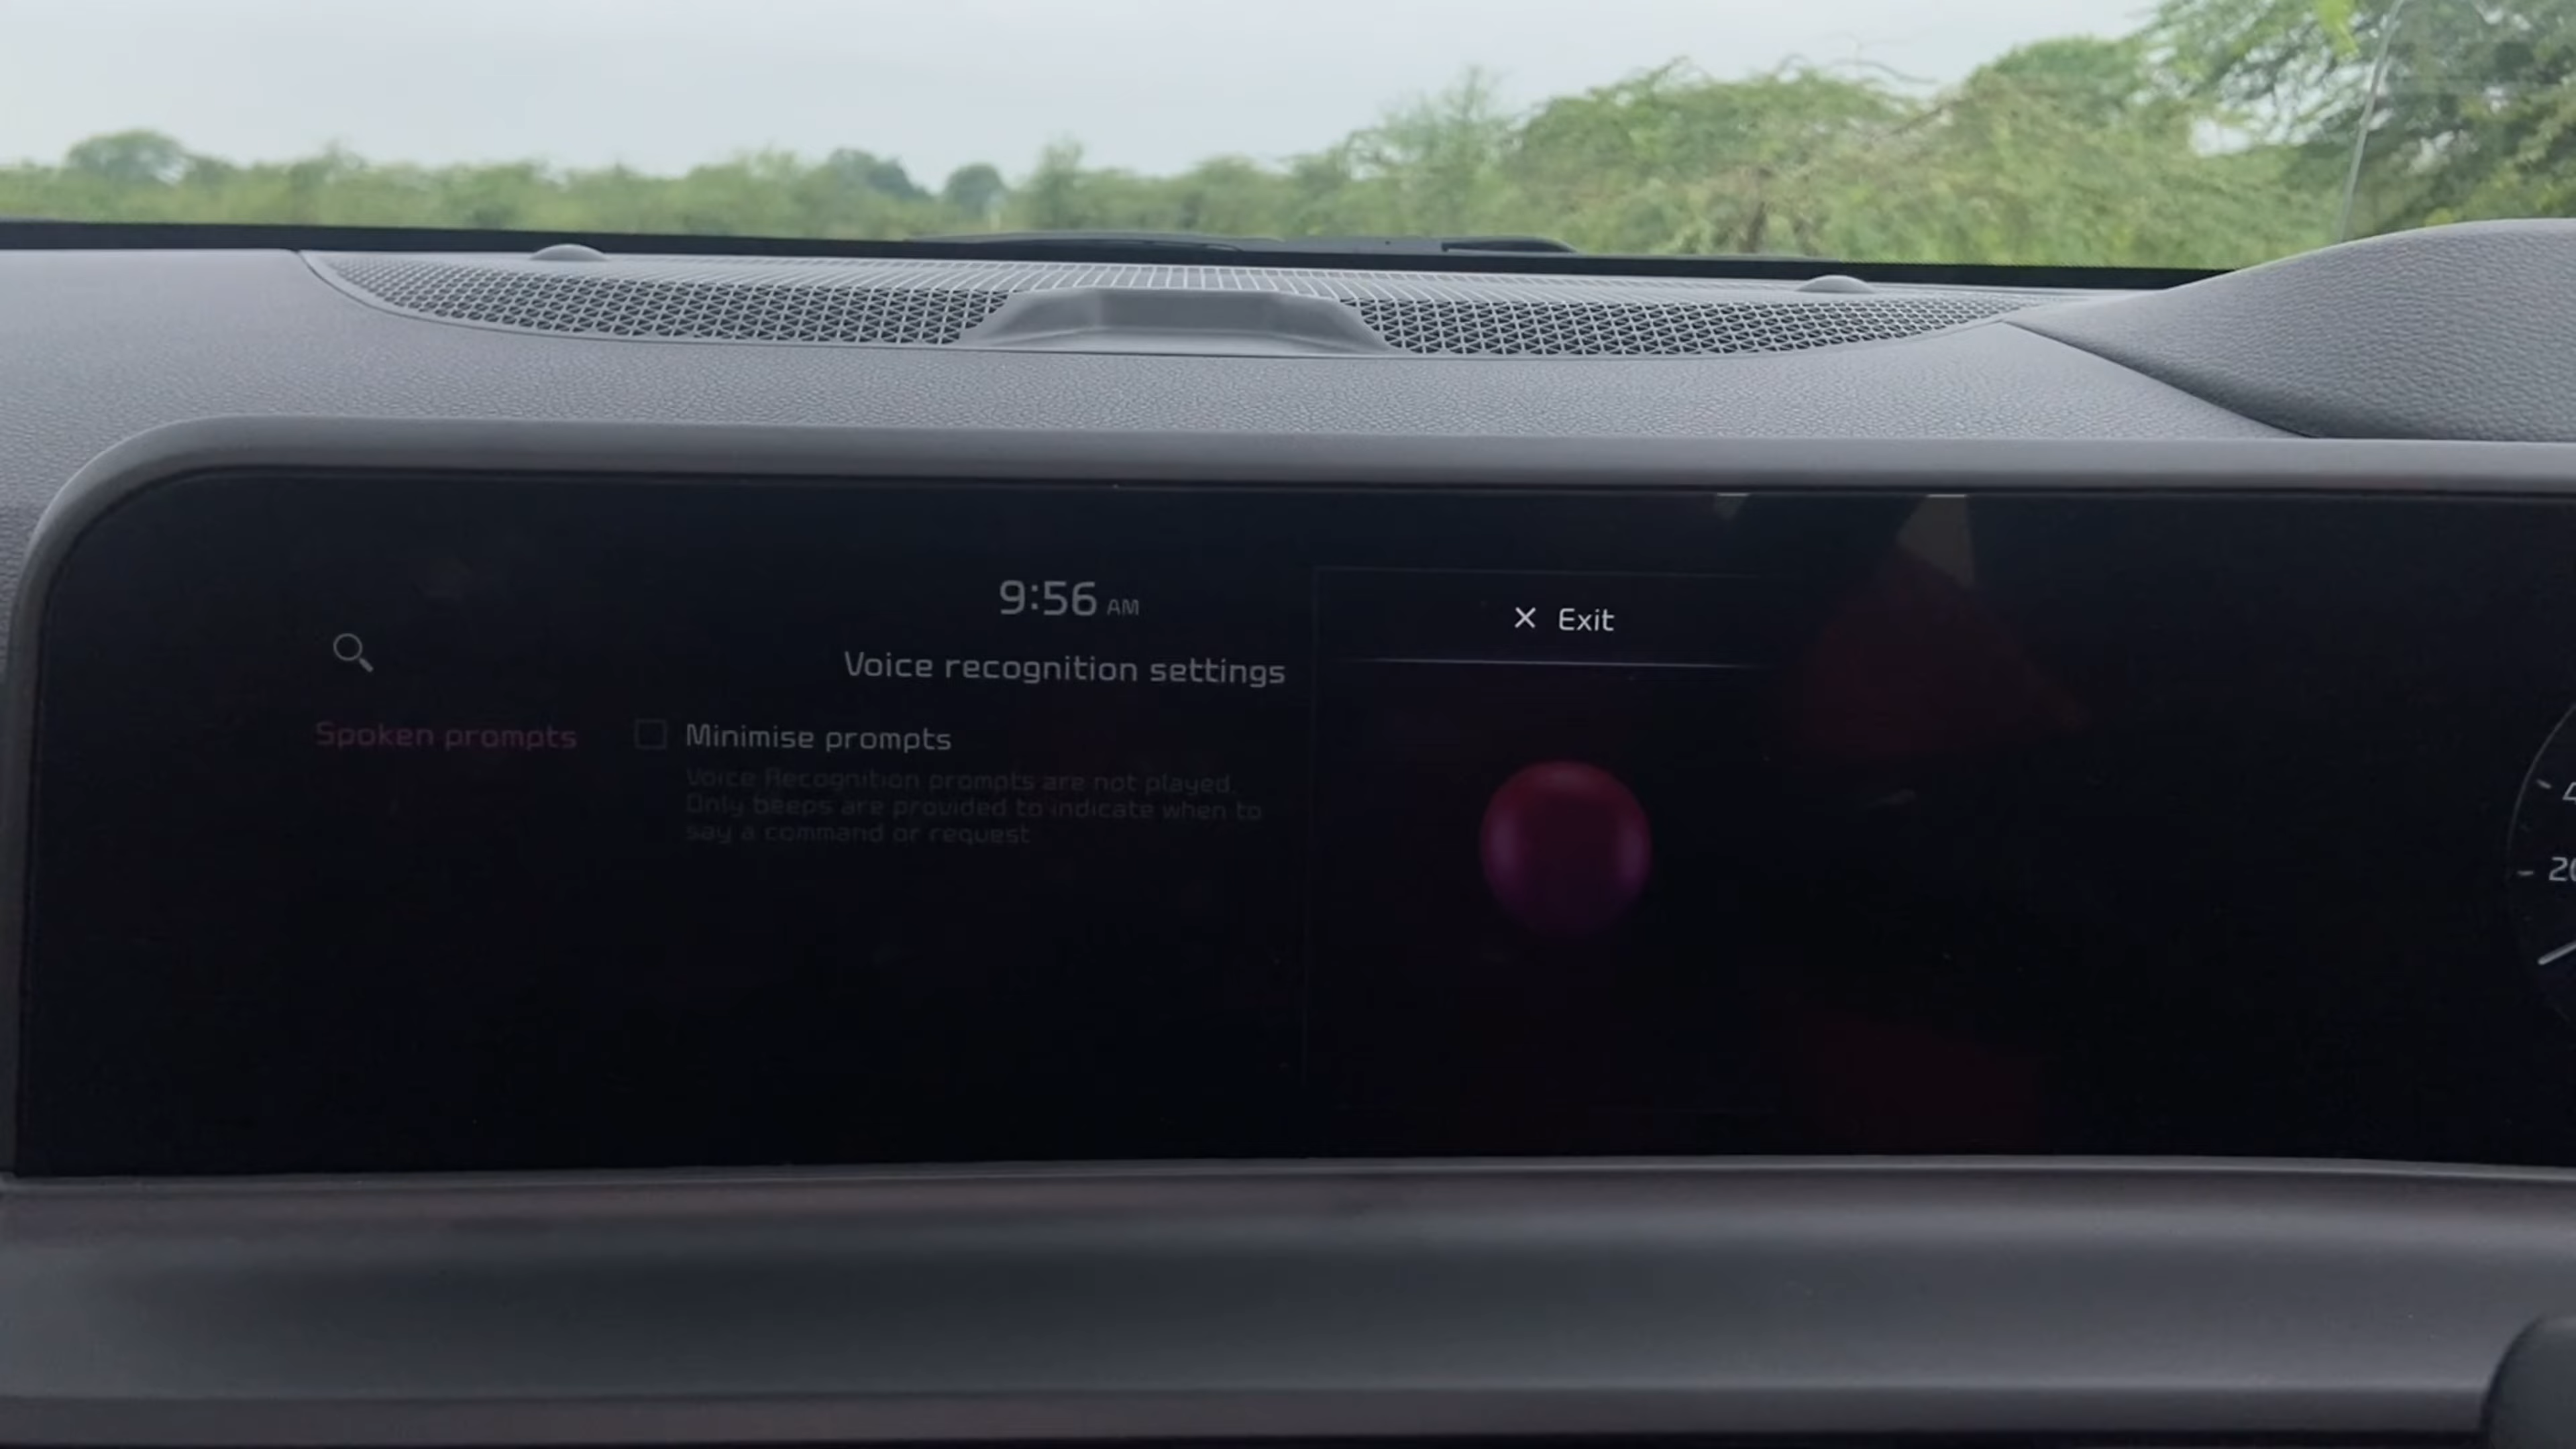 9:56 AM
Voice recognition settings
Spoken prompts
Minimise prompts
Voice Recognition prompts are not played.
Only beeps are provided to indicate when to
say a command or request
× Exit